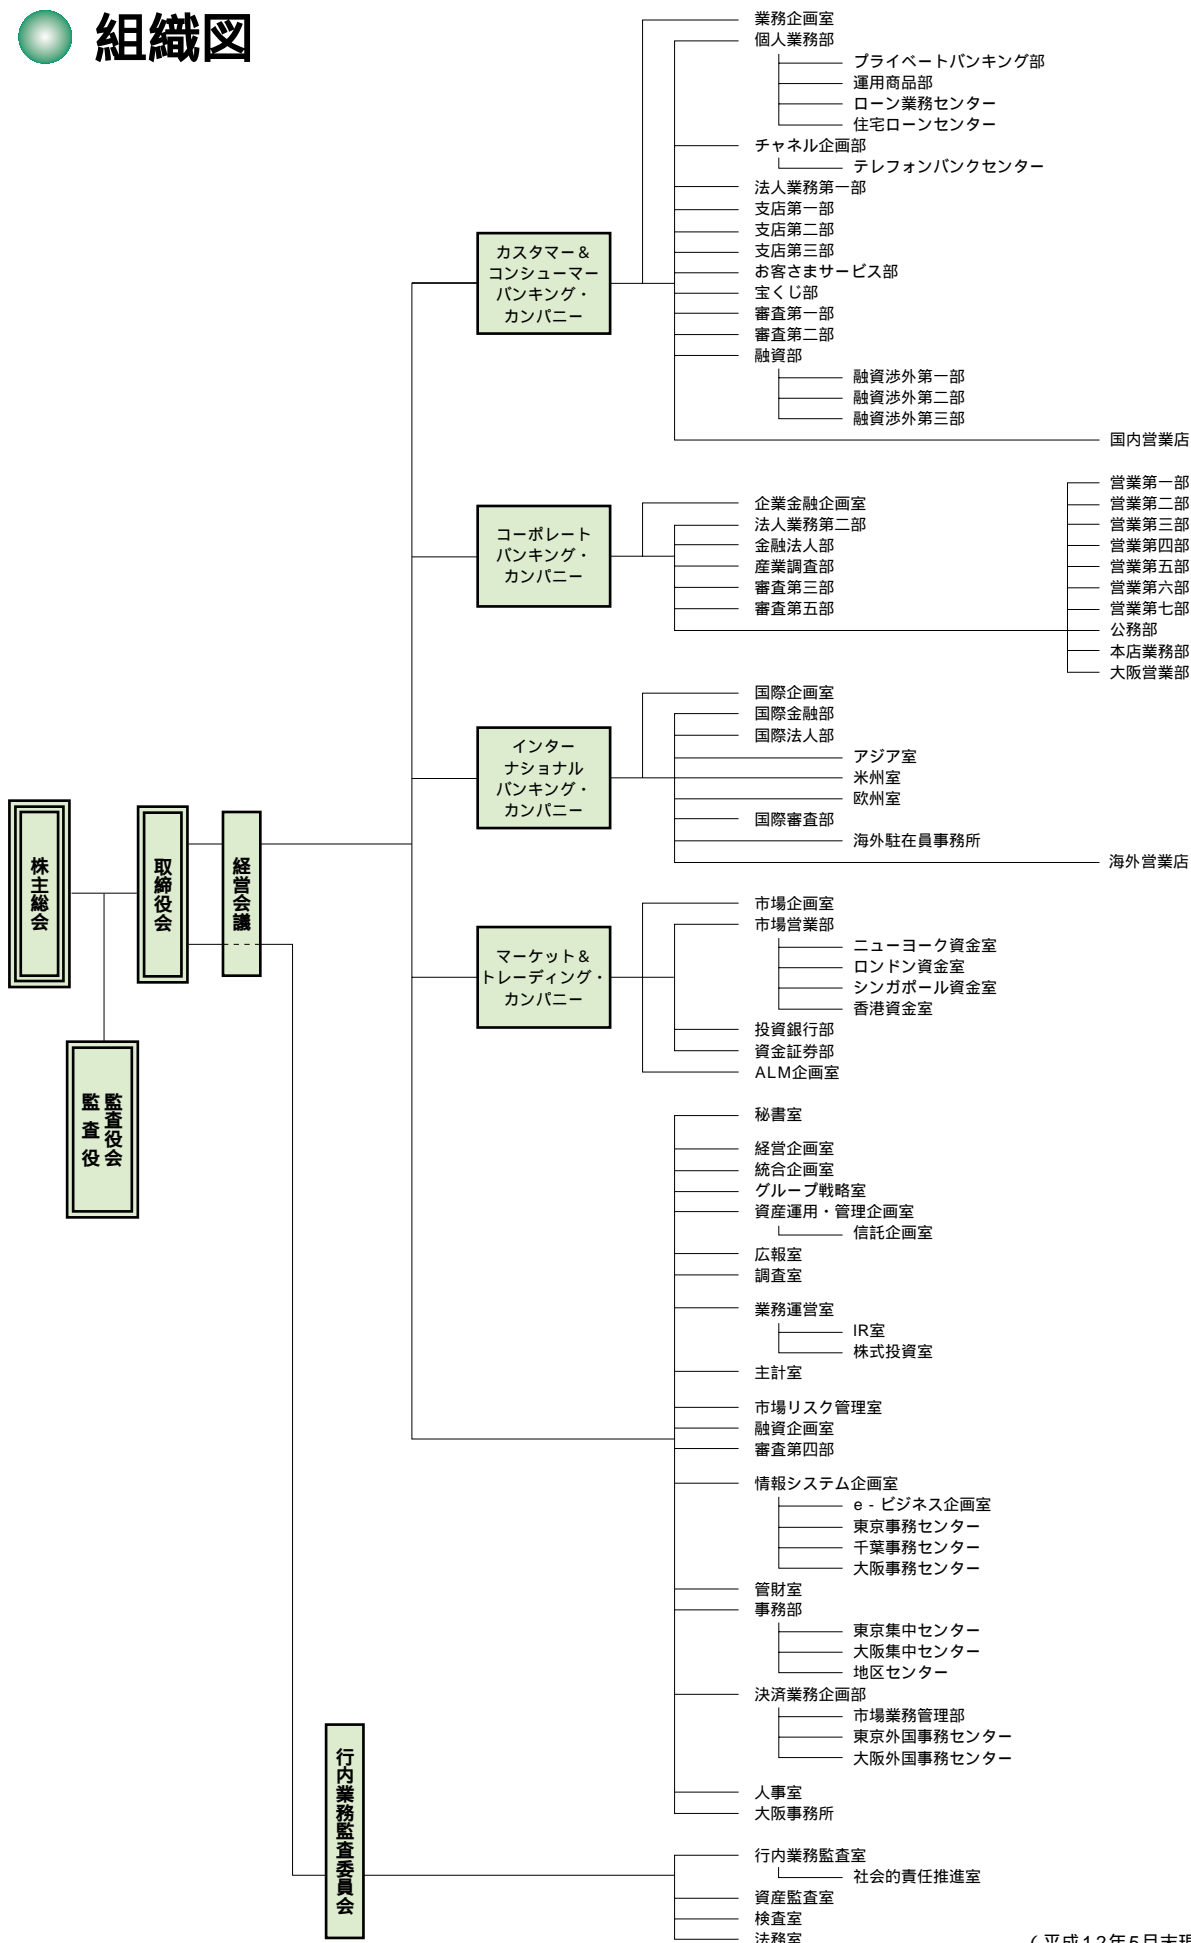 組織図
業務企画室
個人業務部
プライベートバンキング部
運用商品部
ローン業務センター
住宅ローンセンター
チャネル企画部
テレフォンバンクセンター
法人業務第一部
支店第一部
支店第二部
支店第三部
お客さまサービス部
宝くじ部
審査第一部
審査第二部
融資部
融資渉外第一部
融資渉外第二部
融資渉外第三部
国内営業店
カスタマー&
コンシューマー
バンキング・
カンパニー
コーポレート
バンキング・
カンパニー
企業金融企画室
法人業務第二部
金融法人部
産業調査部
審査第三部
審査第五部
営業第一部
営業第二部
営業第三部
営業第四部
営業第五部
営業第六部
営業第七部
公務部
本店業務部
大阪営業部
インター
ナショナル
バンキング・
カンパニー
国際企画室
国際金融部
国際法人部
アジア室
米州室
欧州室
国際審査部
海外駐在員事務所
海外営業店
株主総会
取締役会
経営会議
監査役会
監査役
マーケット&
トレーディング・
カンパニー
市場企画室
市場営業部
ニューヨーク資金室
ロンドン資金室
シンガポール資金室
香港資金室
投資銀行部
資金証券部
ALM企画室
秘書室
経営企画室
統合企画室
グループ戦略室
資産運用・管理企画室
信託企画室
広報室
調査室
業務運営室
IR室
株式投資室
主計室
市場リスク管理室
融資企画室
審査第四部
情報システム企画室
e-ビジネス企画室
東京事務センター
千葉事務センター
大阪事務センター
管財室
事務部
東京集中センター
大阪集中センター
地区センター
決済業務企画部
市場業務管理部
東京外国事務センター
大阪外国事務センター
人事室
大阪事務所
行内業務監査委員会
行内業務監査室
社会的責任推進室
資産監査室
検査室
法務室
(平成12年5月末現